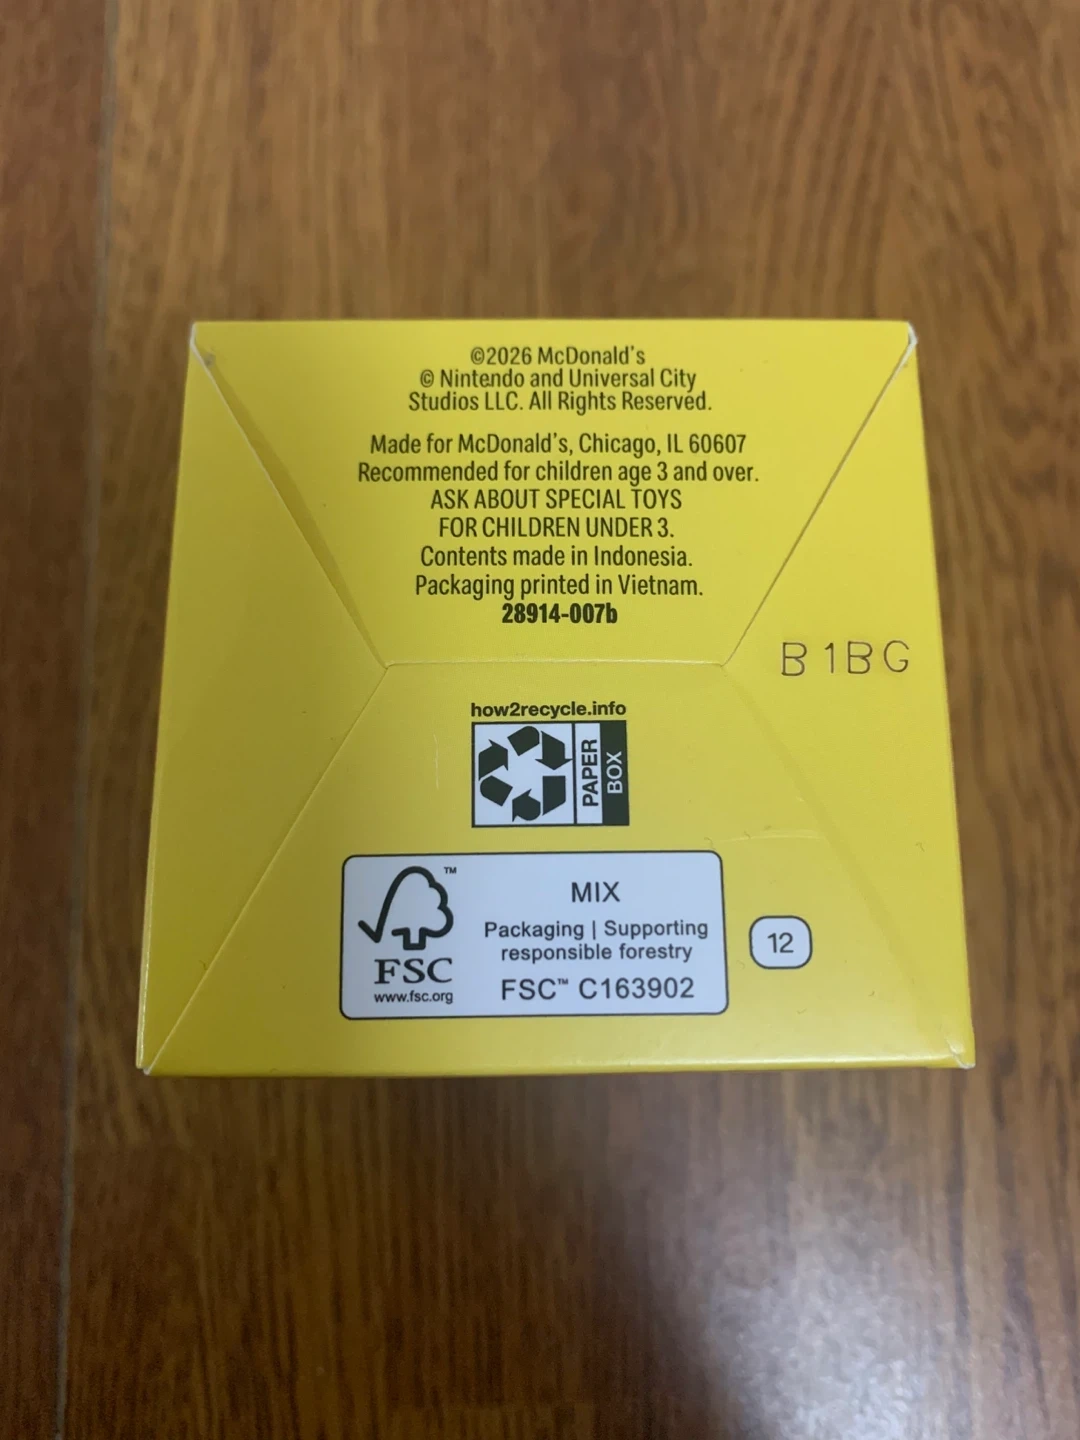 ©2026 McDonald's
© Nintendo and Universal City
Studios LLC. All Rights Reserved.
Made for McDonald's, Chicago, IL 60607
Recommended for children age 3 and over.
ASK ABOUT SPECIAL TOYS
FOR CHILDREN UNDER 3.
Contents made in Indonesia.
Packaging printed in Vietnam.
28914-007b
B1BG
how2recycle.info
PAPER
BOX
™
FSC
www.fsc.org
MIX
Packaging | Supporting
responsible forestry
FSC™ C163902
12